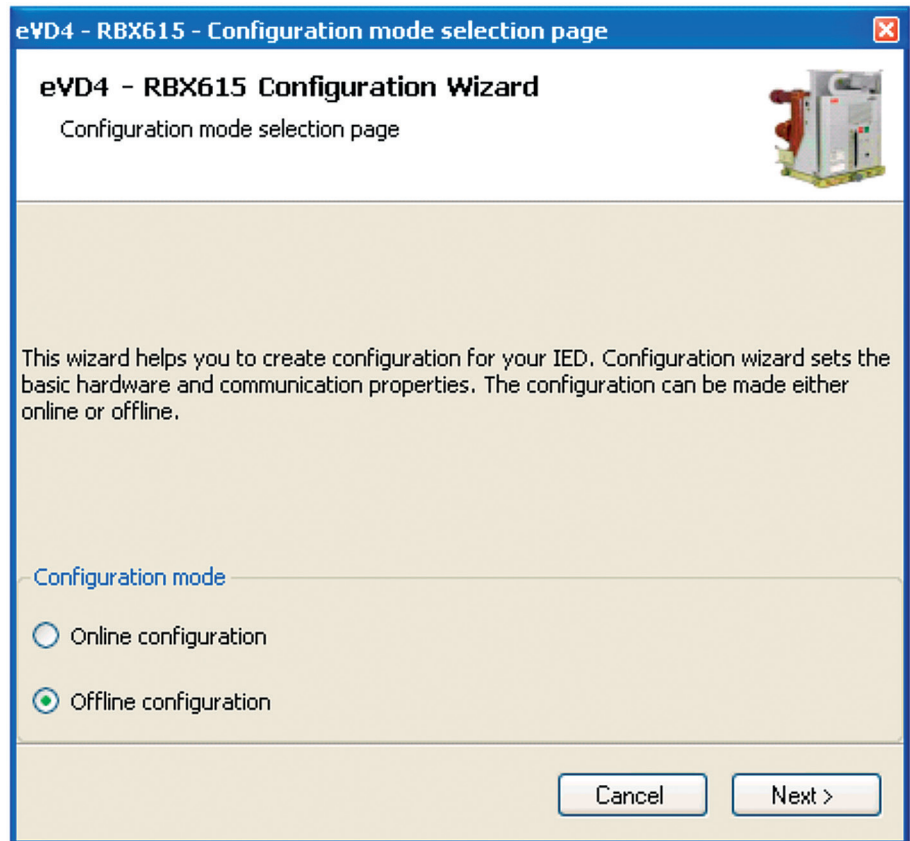 eVD4 - RBX615 - Configuration mode selection page
eVD4 - RBX615 Configuration Wizard
Configuration mode selection page
This wizard helps you to create configuration for your IED. Configuration wizard sets the
basic hardware and communication properties. The configuration can be made either
online or offline.
Configuration mode
Online configuration
Offline configuration
Cancel
Next >